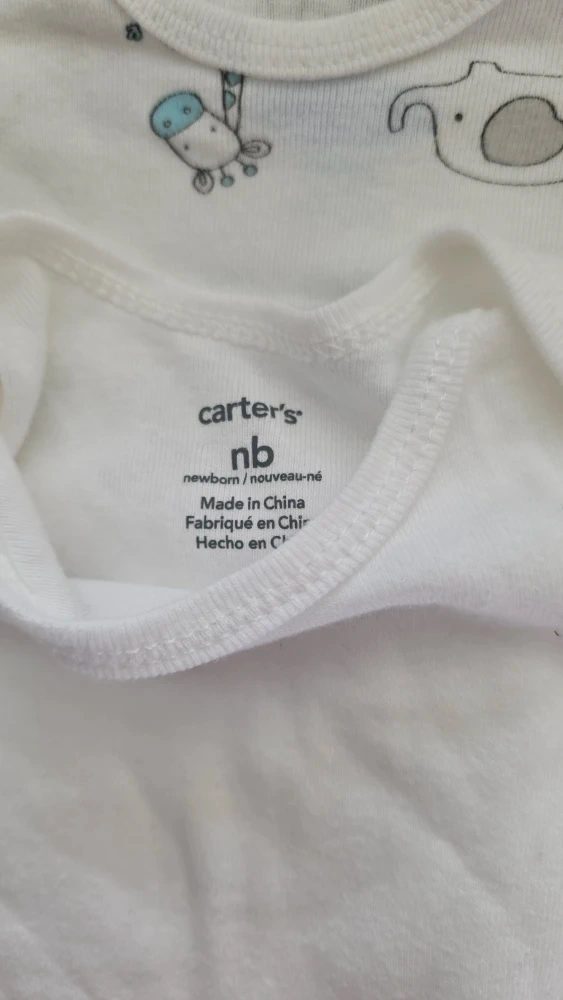 carter's
nb
newborn / nouveau-né
Made in China
Fabriqué en
Hecho en